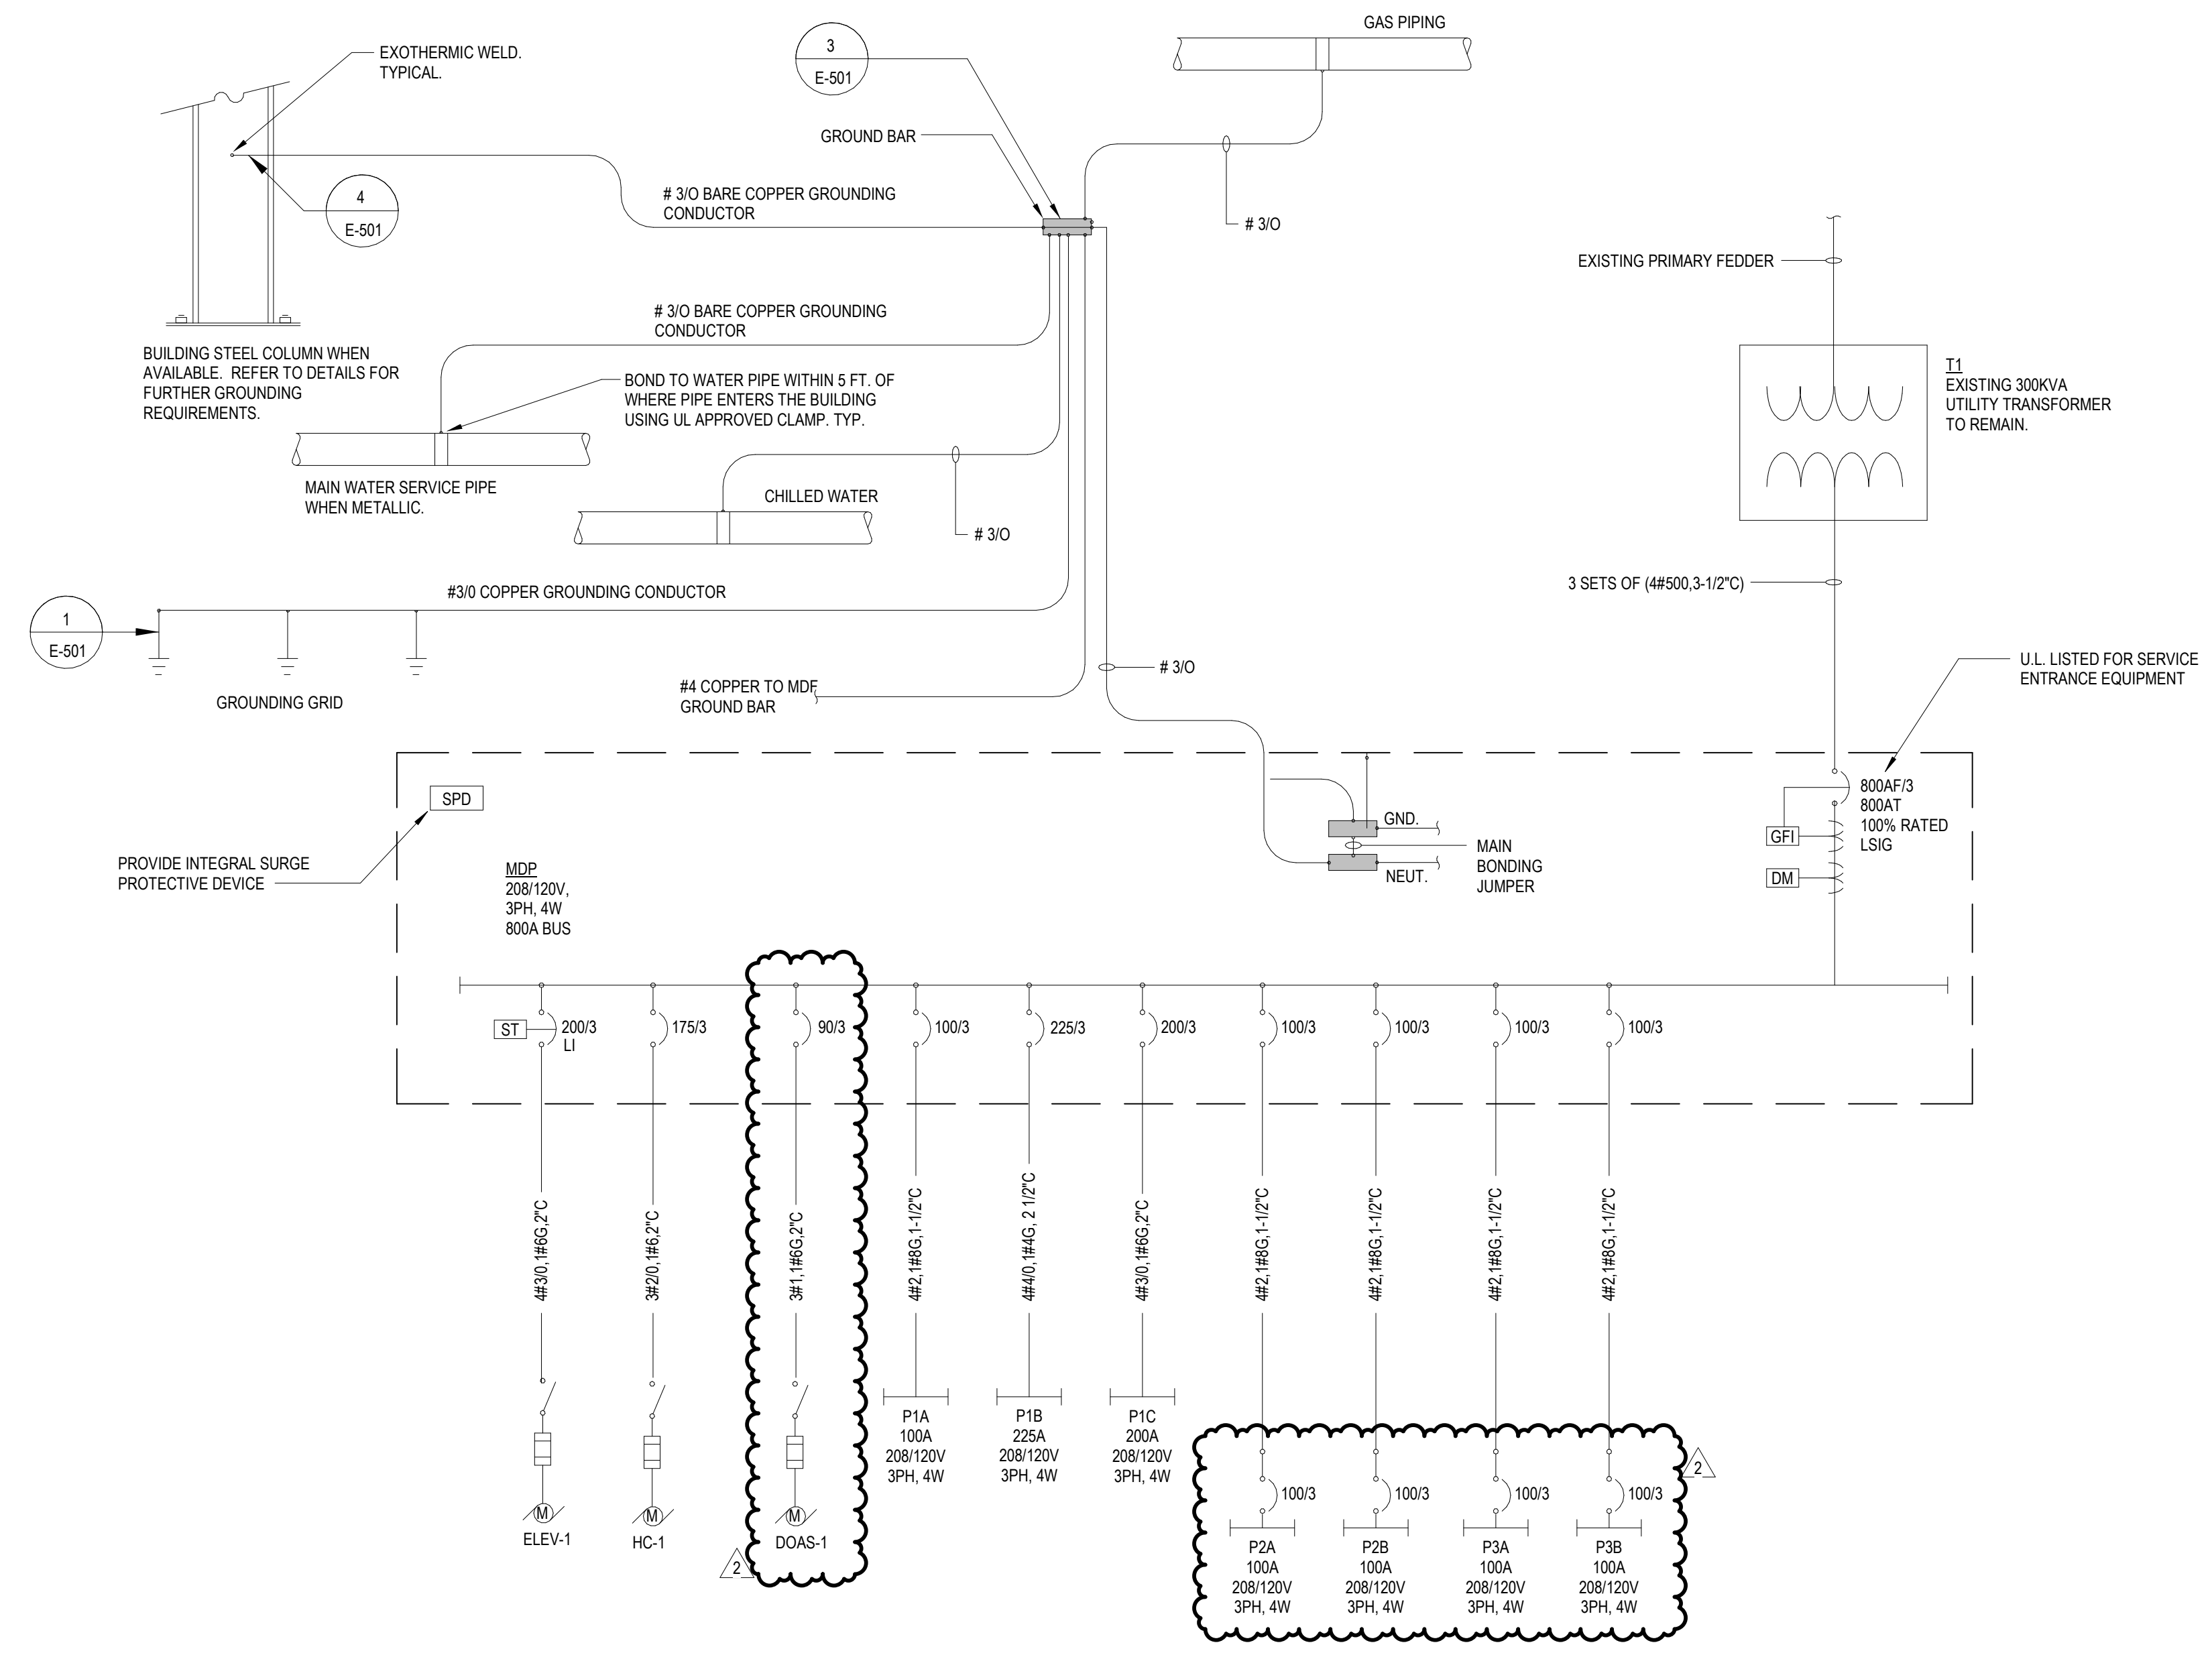 GAS PIPING
EXOTHERMIC WELD.
TYPICAL.
3
E-501
GROUND BAR
4
E-501
# 3/O BARE COPPER GROUNDING
CONDUCTOR
# 3/O
EXISTING PRIMARY FEDDER
# 3/O BARE COPPER GROUNDING
CONDUCTOR
BUILDING STEEL COLUMN WHEN
AVAILABLE. REFER TO DETAILS FOR
FURTHER GROUNDING
REQUIREMENTS.
T1
EXISTING 300KVA
UTILITY TRANSFORMER
TO REMAIN.
BOND TO WATER PIPE WITHIN 5 FT. OF
WHERE PIPE ENTERS THE BUILDING
USING UL APPROVED CLAMP. TYP.
MAIN WATER SERVICE PIPE
WHEN METALLIC.
CHILLED WATER
# 3/O
3 SETS OF (4#500,3-1/2"C)
#3/0 COPPER GROUNDING CONDUCTOR
1
E-501
GROUNDING GRID
#4 COPPER TO MDF
GROUND BAR
# 3/O
U.L. LISTED FOR SERVICE
ENTRANCE EQUIPMENT
SPD
PROVIDE INTEGRAL SURGE
PROTECTIVE DEVICE
MDP
208/120V,
3PH, 4W
800A BUS
GND.
NEUT.
MAIN
BONDING
JUMPER
800AF/3
800AT
100% RATED
LSIG
GFI
DM
ST
200/3
LI
175/3
90/3
100/3
225/3
200/3
100/3
100/3
100/3
100/3
4#3/0,1#6G,2"C
3#2/0,1#6,2"C
3#1,1#6G,2"C
4#2,1#8G,1-1/2"C
4#4/0,1#4G, 2 1/2"C
4#3/0,1#6G,2"C
4#2,1#8G,1-1/2"C
4#2,1#8G,1-1/2"C
4#2,1#8G,1-1/2"C
4#2,1#8G,1-1/2"C
M
ELEV-1
M
HC-1
M
DOAS-1
2
P1A
100A
208/120V
3PH, 4W
P1B
225A
208/120V
3PH, 4W
P1C
200A
208/120V
3PH, 4W
100/3
100/3
100/3
100/3
2
P2A
100A
208/120V
3PH, 4W
P2B
100A
208/120V
3PH, 4W
P3A
100A
208/120V
3PH, 4W
P3B
100A
208/120V
3PH, 4W